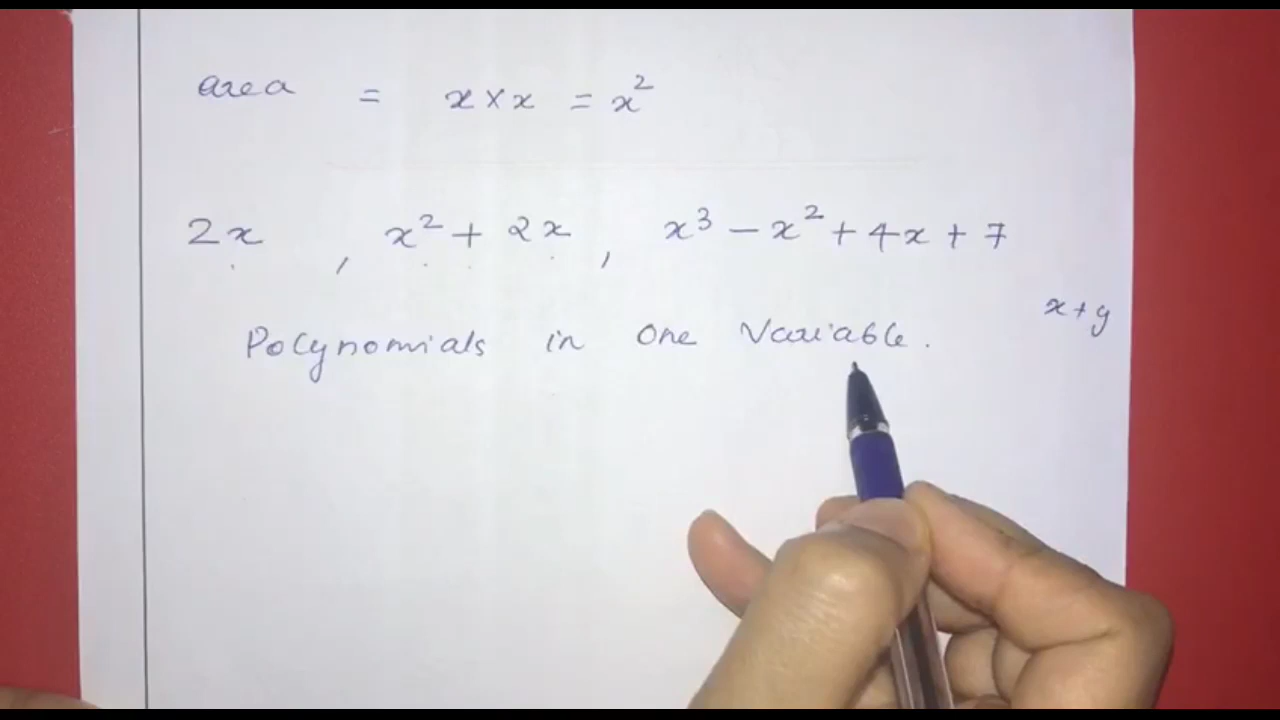 area = x × x = x²
2x , x² + 2x , x³ − x² + 4x + 7
x + y
Polynomials in One Variable.